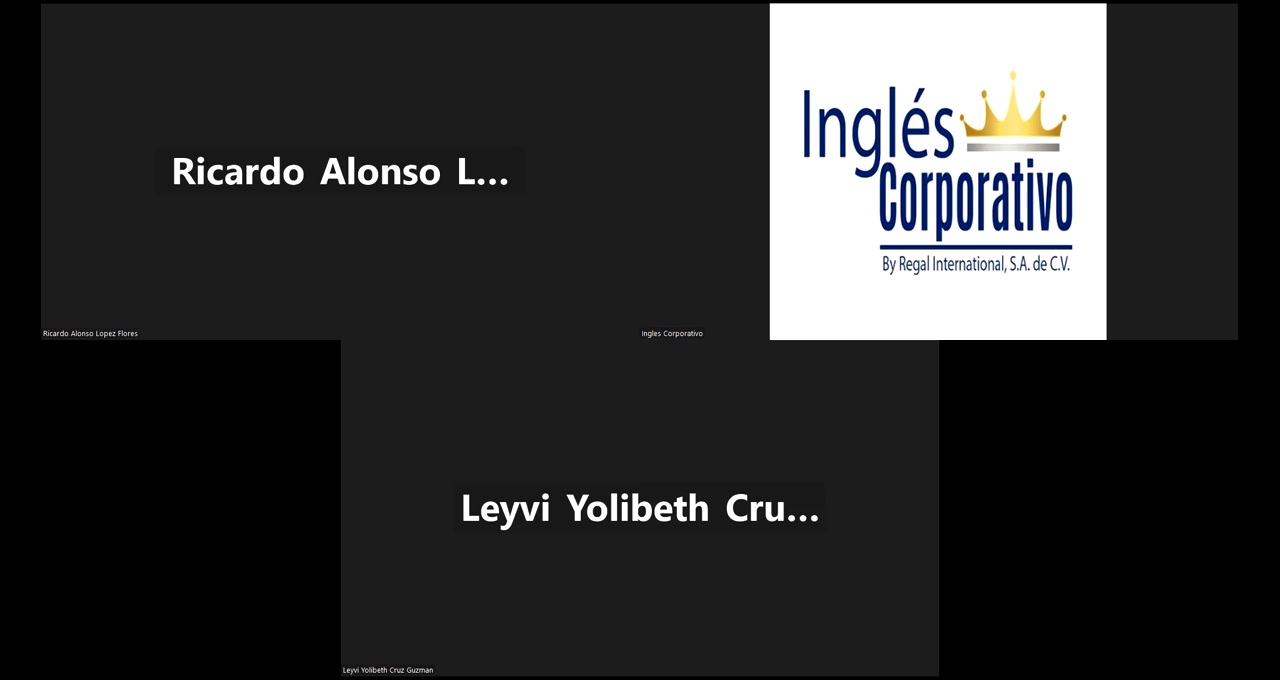 Ricardo Alonso L...
Ricardo Alonso Lopez Flores
Inglés
Corporativo
By Regal International, S.A. de C.V.
Ingles Corporativo
Leyvi Yolibeth Cru...
Leyvi Yolibeth Cruz Guzman